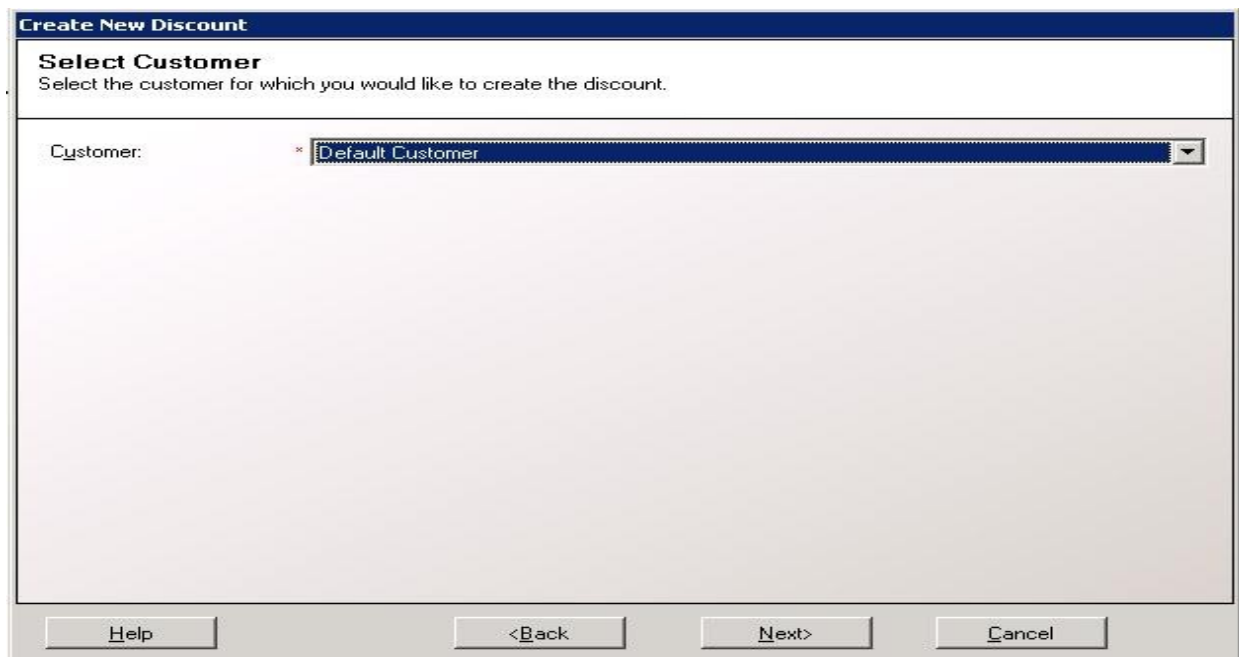 Create New Discount
Select Customer
Select the customer for which you would like to create the discount.
Customer: * Default Customer
Help <Back Next> Cancel